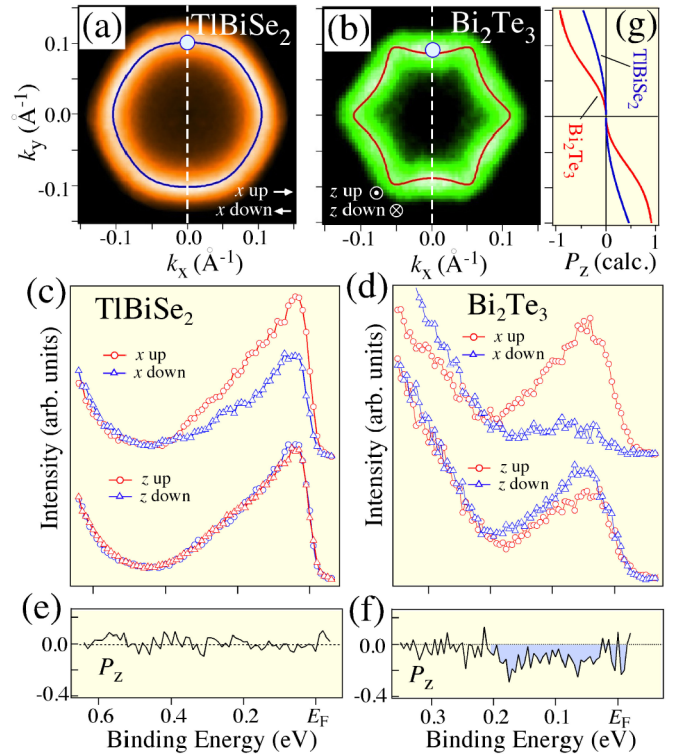 (a) TlBiSe2
0.1
0.0
-0.1
ky (Å-1)
x up →
x down ←
-0.1 0.0 0.1
kx (Å-1)
(b) Bi2Te3
z up ⊙
z down ⊗
-0.1 0.0 0.1
kx (Å-1)
(g)
TlBiSe2
Bi2Te3
-1 0 1
Pz (calc.)
(c) TlBiSe2
x up
x down
z up
z down
Intensity (arb. units)
(d) Bi2Te3
x up
x down
z up
z down
Intensity (arb. units)
(e)
0.0
-0.4
Pz
0.6 0.4 0.2 EF
Binding Energy (eV)
(f)
0.0
-0.4
Pz
0.3 0.2 0.1 EF
Binding Energy (eV)